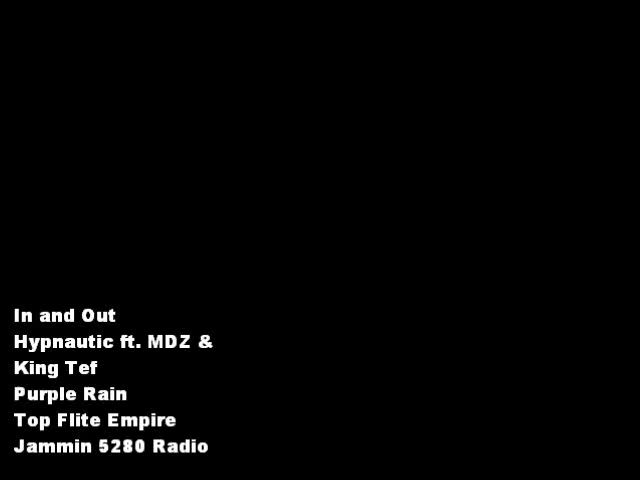 In and Out
Hypnautic ft. MDZ &
King Tef
Purple Rain
Top Flite Empire
Jammin 5280 Radio